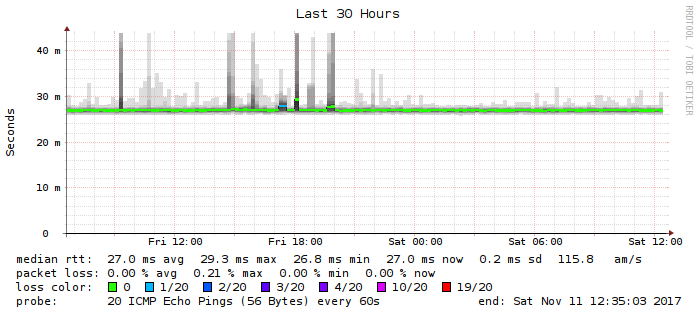 Last 30 Hours
RRDTOOL / TOBI OETIKER
Seconds
40 m
30 m
20 m
10 m
0
Fri 12:00 Fri 18:00 Sat 00:00 Sat 06:00 Sat 12:00
median rtt: 27.0 ms avg 29.3 ms max 26.8 ms min 27.0 ms now 0.2 ms sd 115.8 am/s
packet loss: 0.00 % avg 0.21 % max 0.00 % min 0.00 % now
loss color: 0 1/20 2/20 3/20 4/20 10/20 19/20
probe: 20 ICMP Echo Pings (56 Bytes) every 60s end: Sat Nov 11 12:35:03 2017